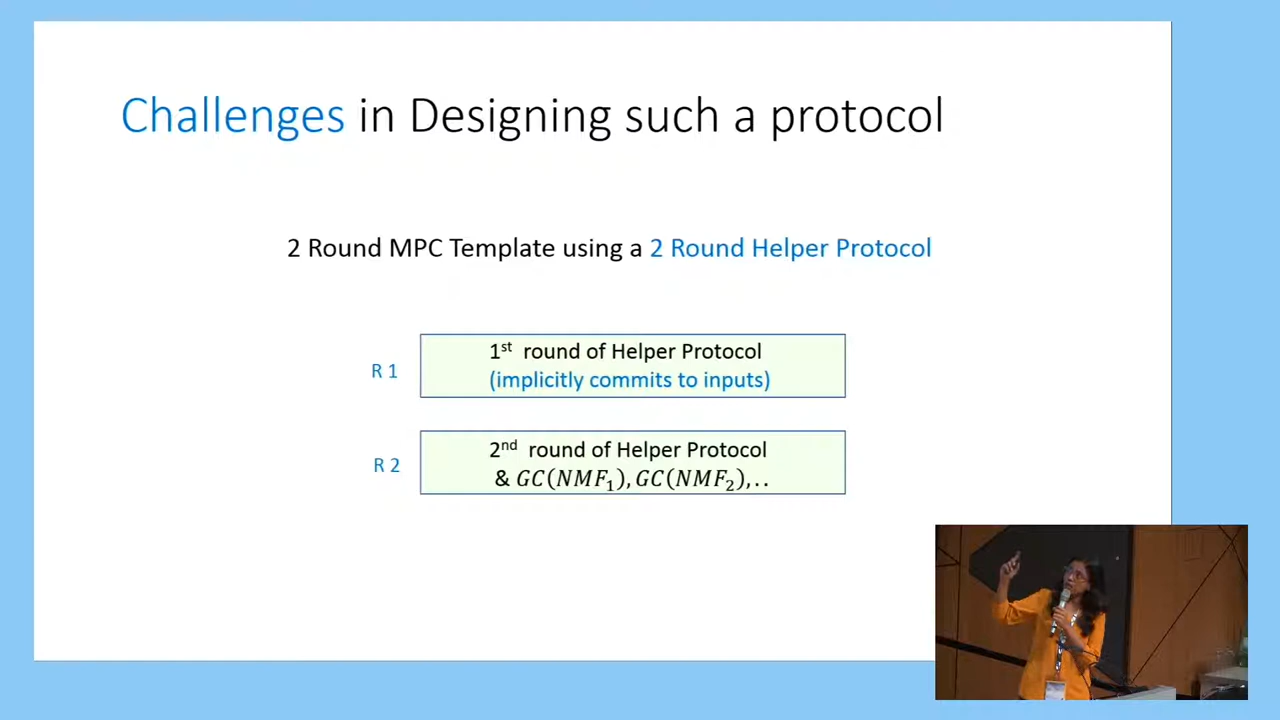 Challenges in Designing such a protocol
2 Round MPC Template using a 2 Round Helper Protocol
R 1
1st round of Helper Protocol
(implicitly commits to inputs)
R 2
2nd round of Helper Protocol
& GC(NMF₁), GC(NMF₂), . .